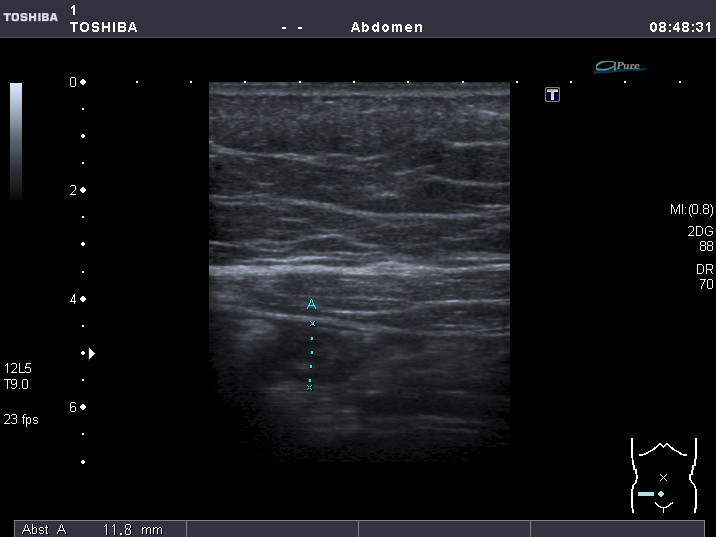 TOSHIBA
1
TOSHIBA
- -
Abdomen
08:48:31
Pure
T
0
2
4
6
A
MI:(0.8)
2DG
88
DR
70
12L5
T9.0
23 fps
Abst A 11.8 mm